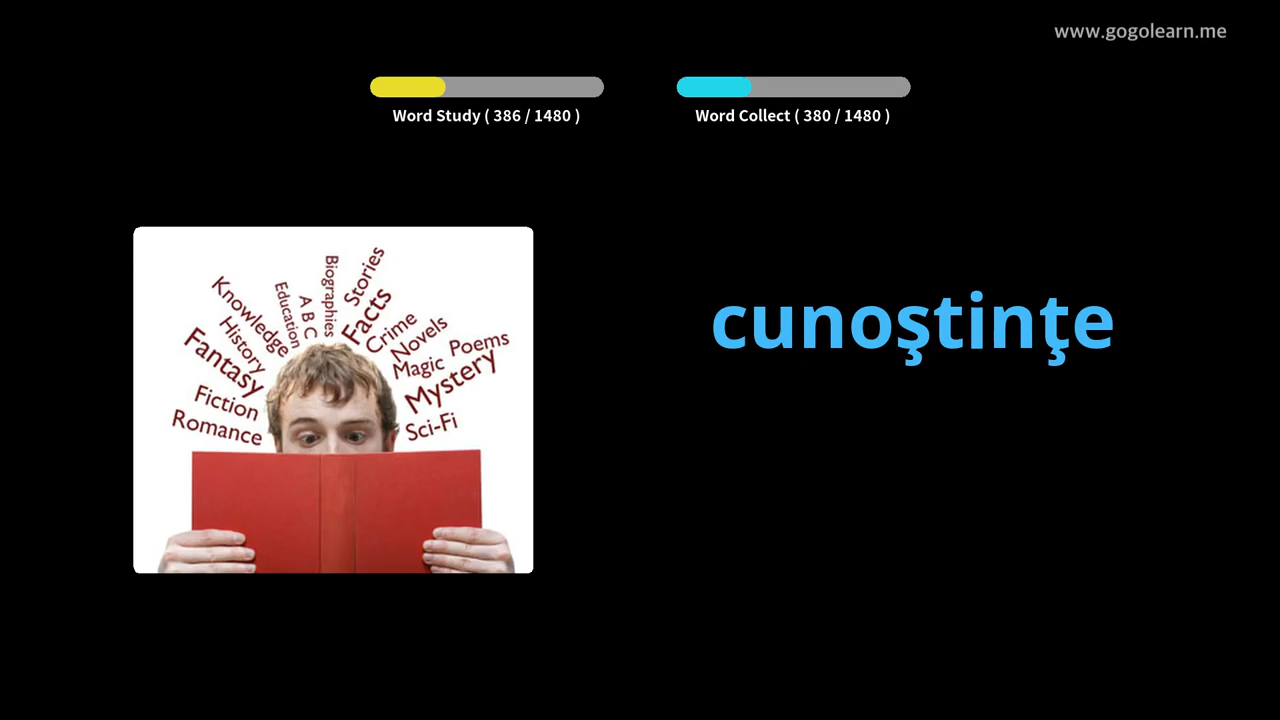 www.gogolearn.me
Word Study ( 386 / 1480 )
Word Collect ( 380 / 1480 )
cunoştinţe
Biographies
Stories
Education
A B C
Facts
Knowledge
Crime
History
Novels
Fantasy
Magic
Poems
Mystery
Fiction
Romance
Sci-Fi